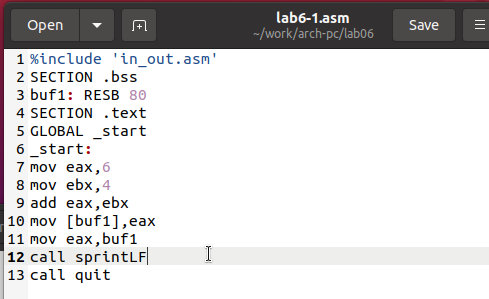 Open
lab6-1.asm
~/work/arch-pc/lab06
Save
1 %include 'in_out.asm'
2 SECTION .bss
3 buf1: RESB 80
4 SECTION .text
5 GLOBAL _start
6 _start:
7 mov eax,6
8 mov ebx,4
9 add eax,ebx
10 mov [buf1],eax
11 mov eax,buf1
12 call sprintLF
13 call quit